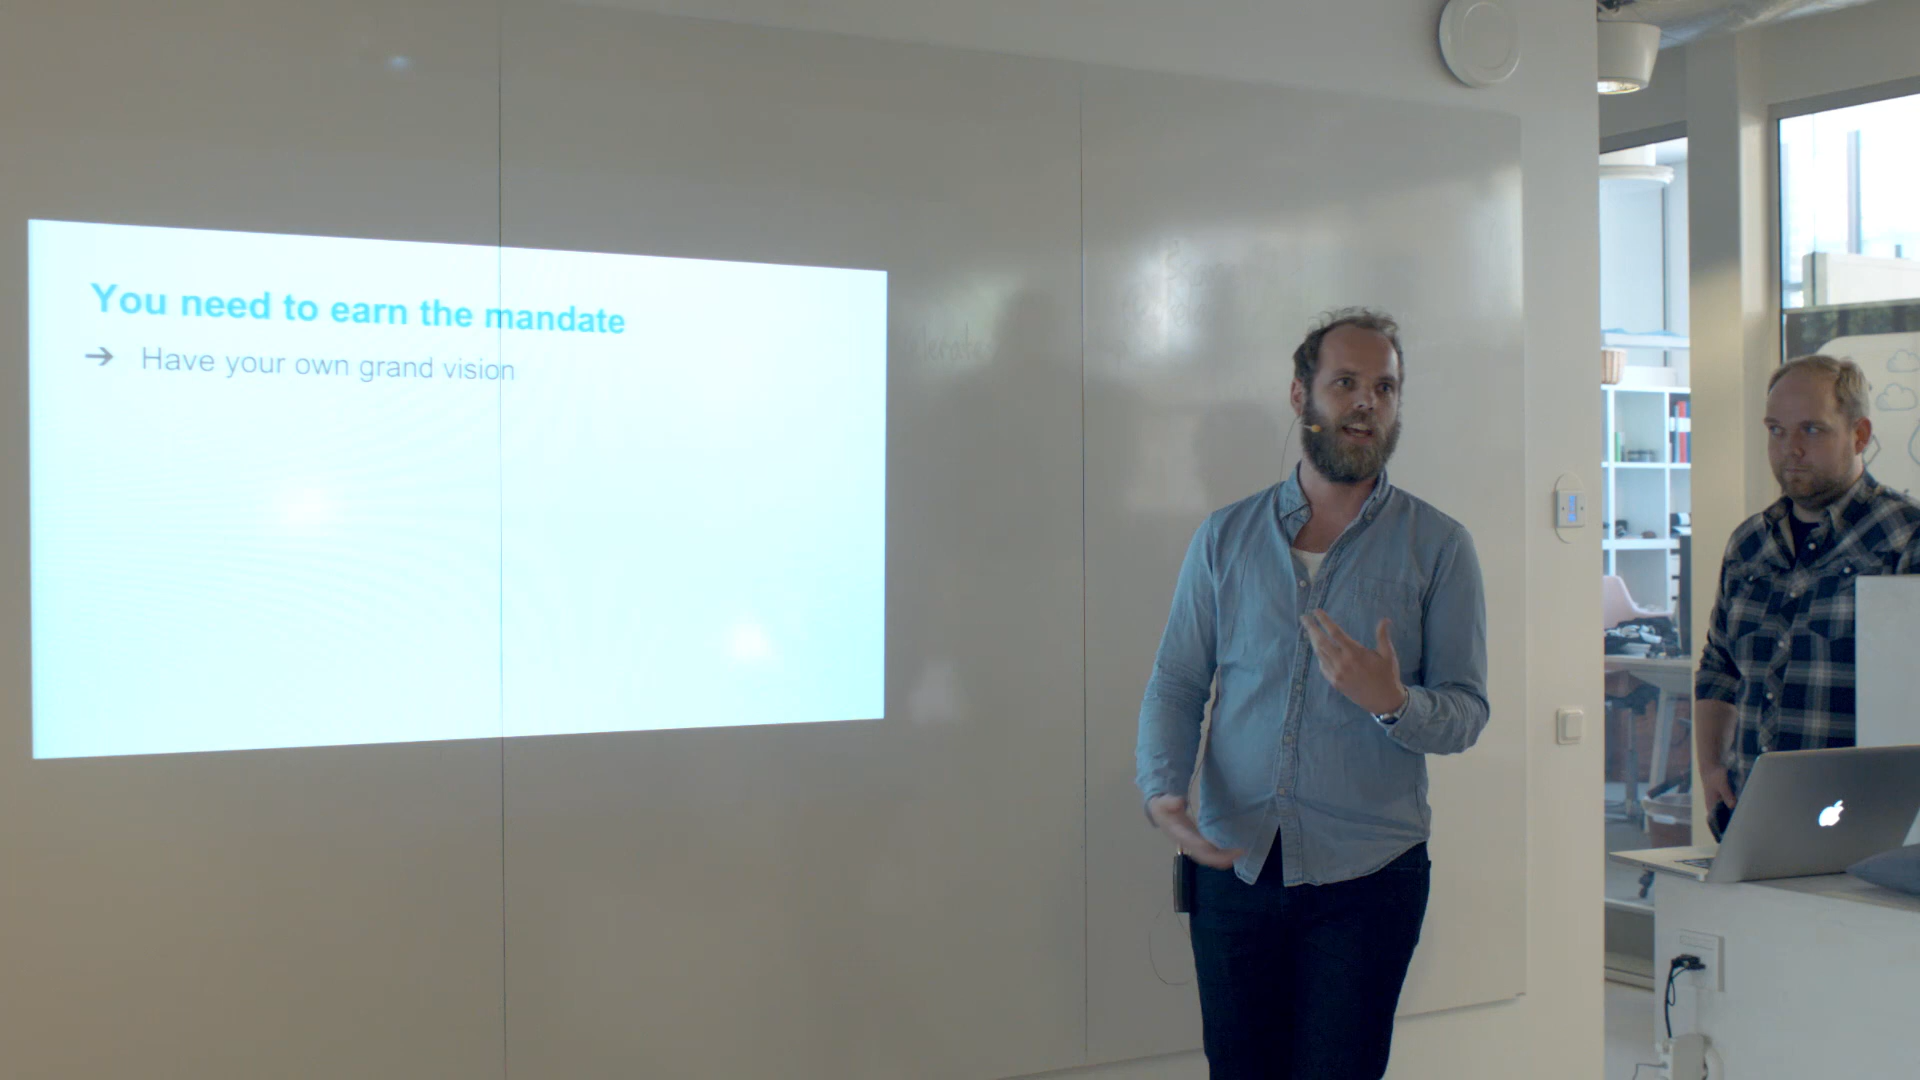 You need to earn the mandate
➔ Have your own grand vision